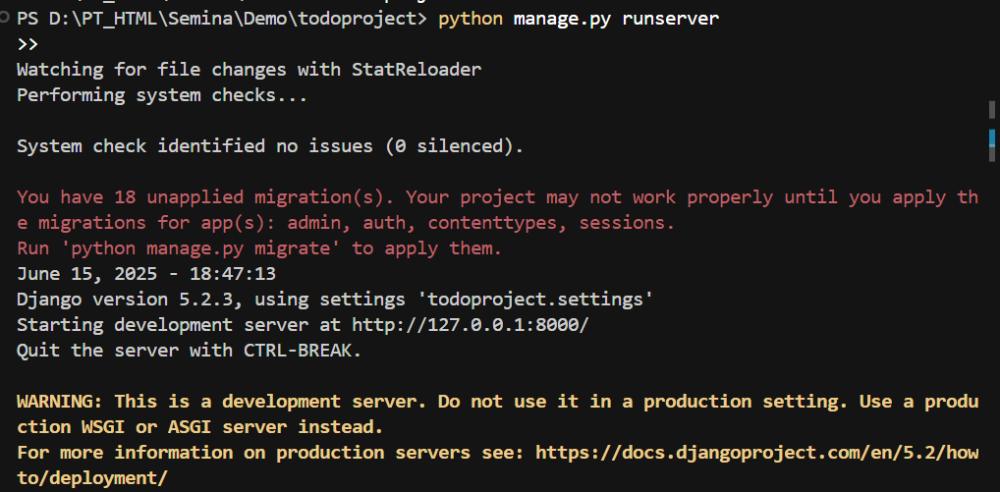 PS D:\PT_HTML\Semina\Demo\todoproject> python manage.py runserver
>>
Watching for file changes with StatReloader
Performing system checks...
System check identified no issues (0 silenced).
You have 18 unapplied migration(s). Your project may not work properly until you apply th
e migrations for app(s): admin, auth, contenttypes, sessions.
Run 'python manage.py migrate' to apply them.
June 15, 2025 - 18:47:13
Django version 5.2.3, using settings 'todoproject.settings'
Starting development server at http://127.0.0.1:8000/
Quit the server with CTRL-BREAK.
WARNING: This is a development server. Do not use it in a production setting. Use a produ
ction WSGI or ASGI server instead.
For more information on production servers see: https://docs.djangoproject.com/en/5.2/how
to/deployment/